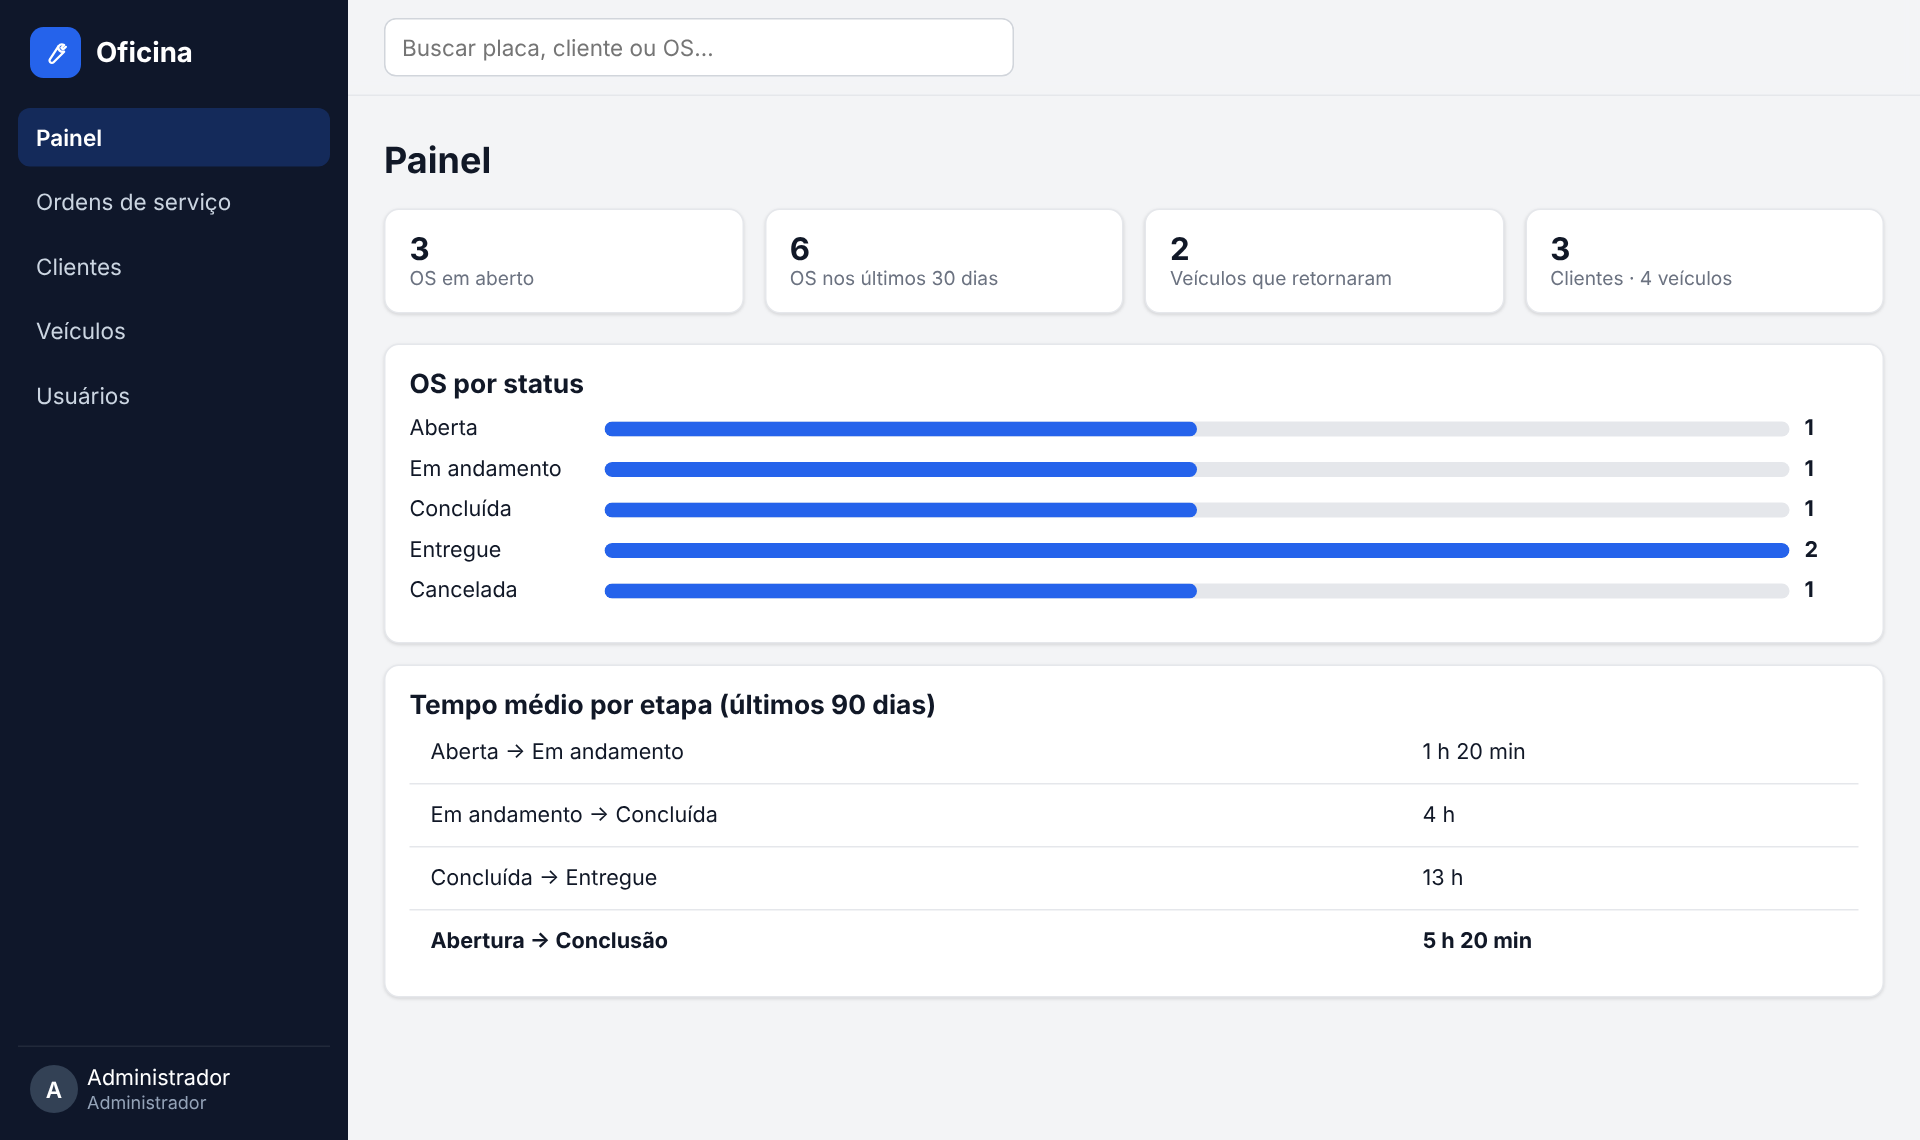 Oficina
Painel
Ordens de serviço
Clientes
Veículos
Usuários
A
Administrador
Administrador
Buscar placa, cliente ou OS...
Painel
3
OS em aberto
6
OS nos últimos 30 dias
2
Veículos que retornaram
3
Clientes · 4 veículos
OS por status
Aberta 1
Em andamento 1
Concluída 1
Entregue 2
Cancelada 1
Tempo médio por etapa (últimos 90 dias)
Aberta → Em andamento 1 h 20 min
Em andamento → Concluída 4 h
Concluída → Entregue 13 h
Abertura → Conclusão 5 h 20 min